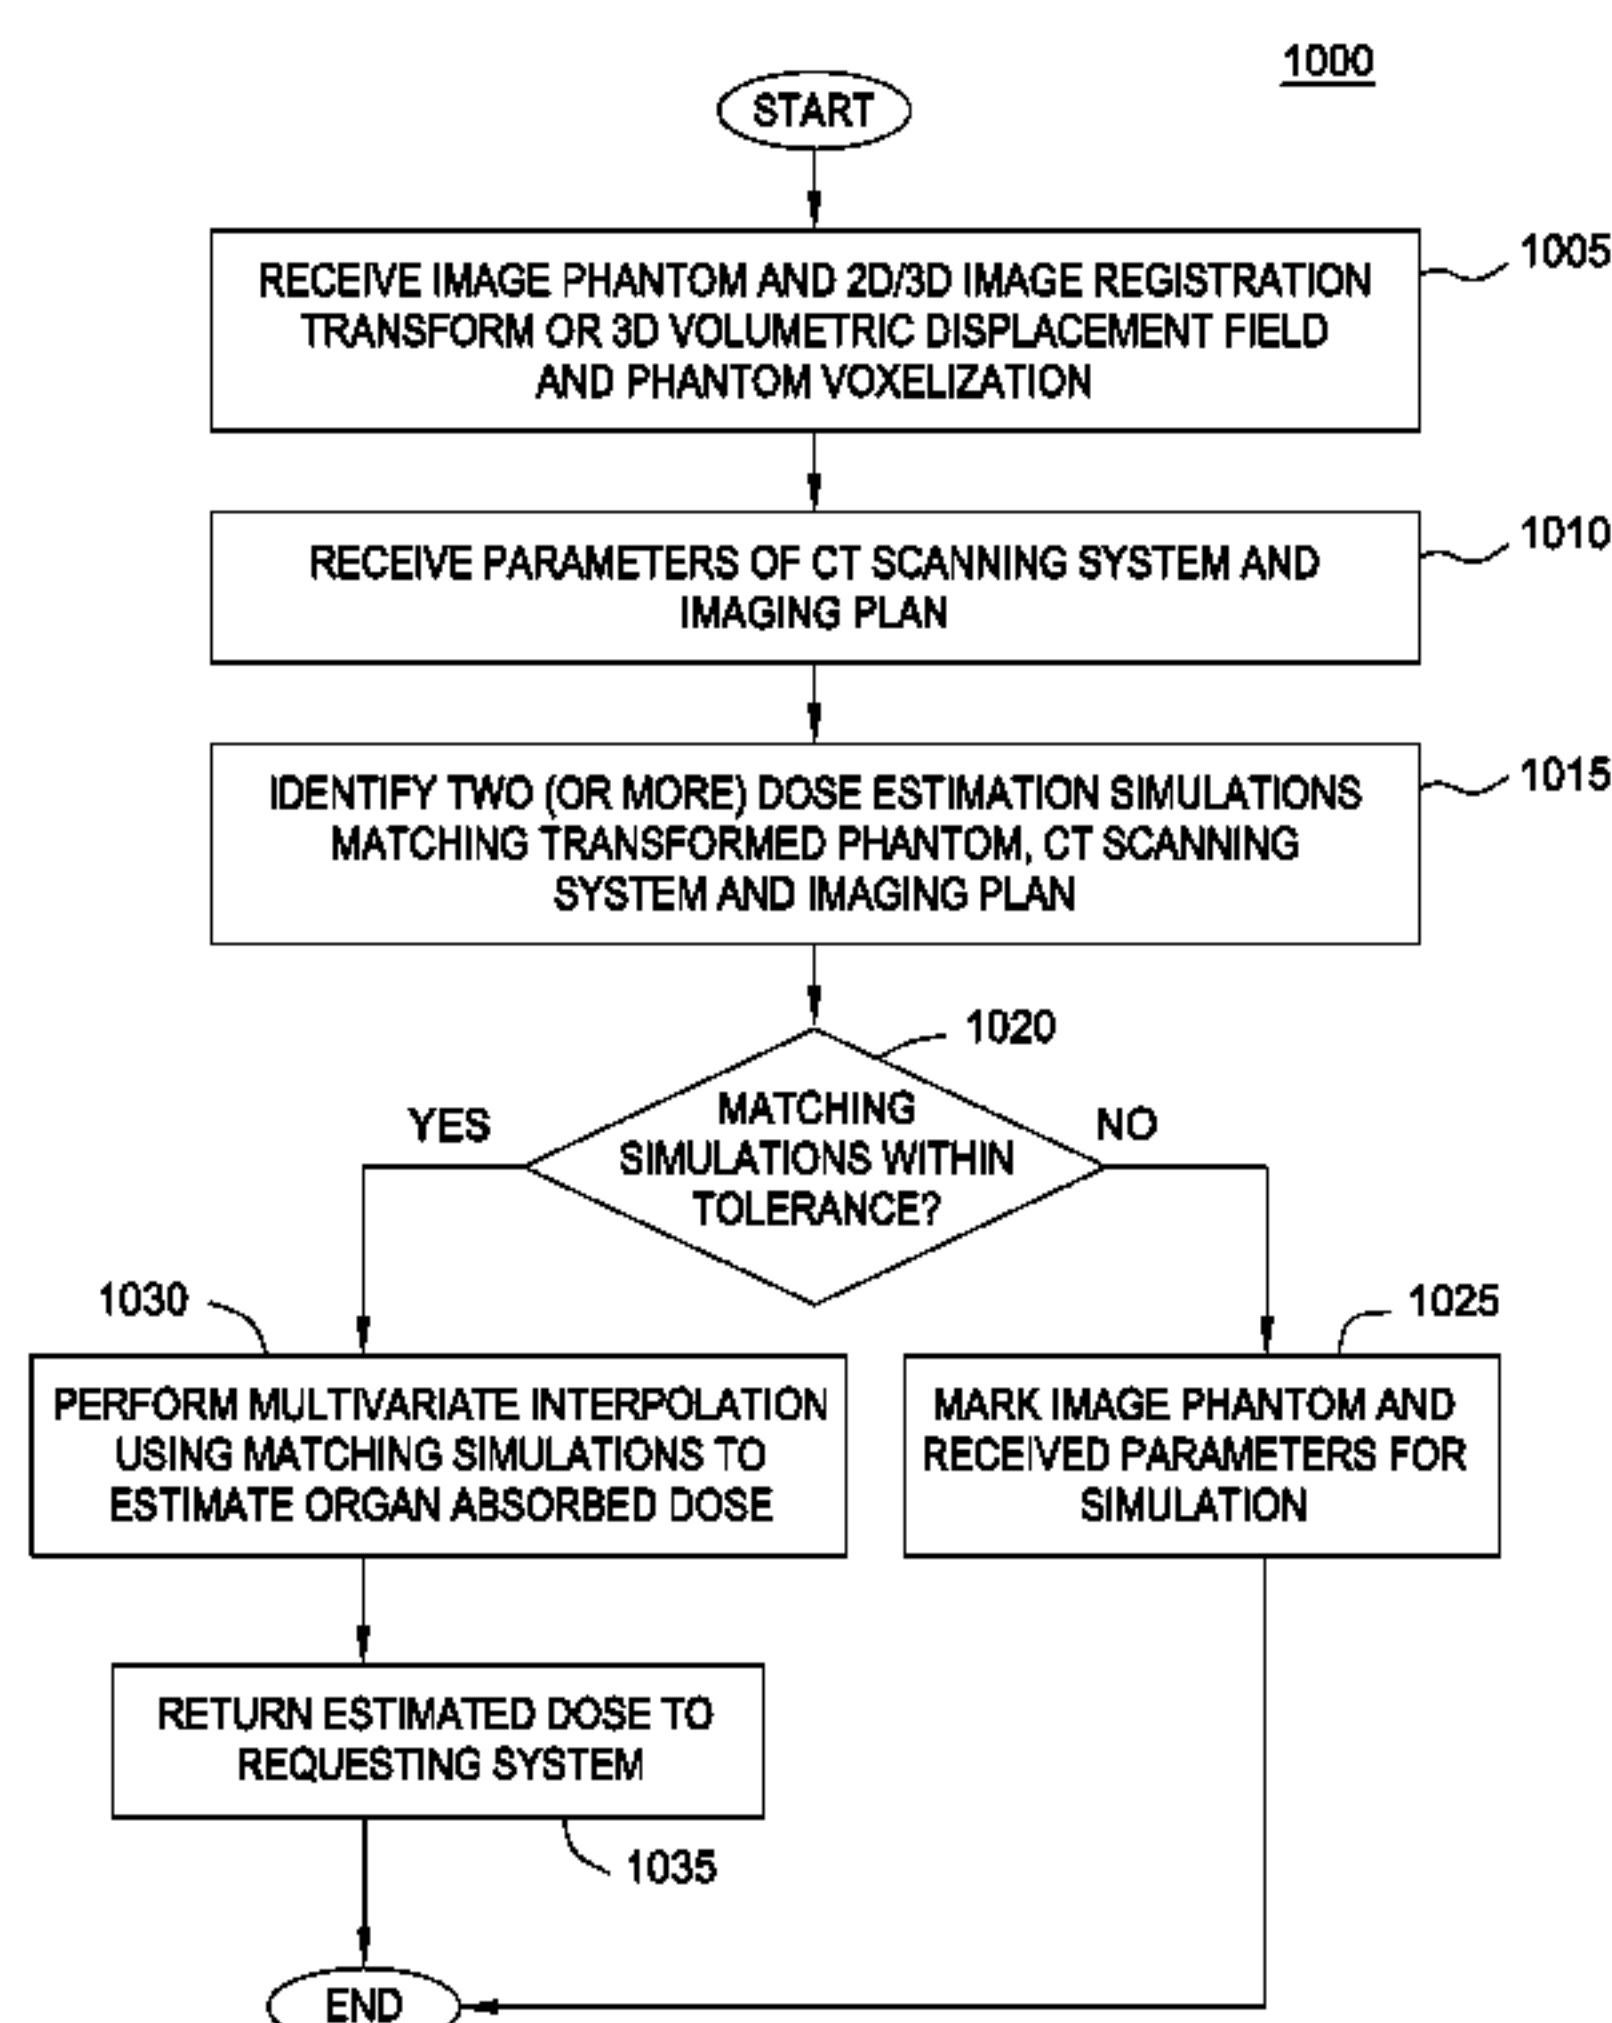 1000
START
RECEIVE IMAGE PHANTOM AND 2D/3D IMAGE REGISTRATION
TRANSFORM OR 3D VOLUMETRIC DISPLACEMENT FIELD
AND PHANTOM VOXELIZATION
1005
RECEIVE PARAMETERS OF CT SCANNING SYSTEM AND
IMAGING PLAN
1010
IDENTIFY TWO (OR MORE) DOSE ESTIMATION SIMULATIONS
MATCHING TRANSFORMED PHANTOM, CT SCANNING
SYSTEM AND IMAGING PLAN
1015
1020
MATCHING
SIMULATIONS WITHIN
TOLERANCE?
YES
NO
1030
PERFORM MULTIVARIATE INTERPOLATION
USING MATCHING SIMULATIONS TO
ESTIMATE ORGAN ABSORBED DOSE
1025
MARK IMAGE PHANTOM AND
RECEIVED PARAMETERS FOR
SIMULATION
RETURN ESTIMATED DOSE TO
REQUESTING SYSTEM
1035
END